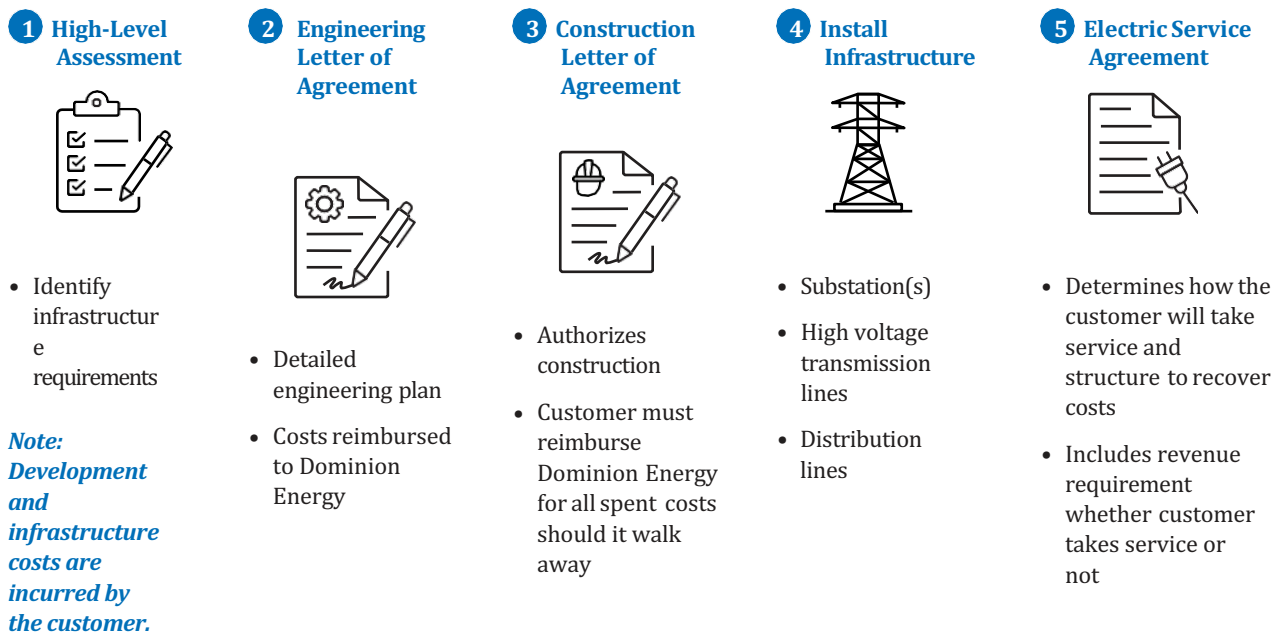 1 High-Level
Assessment
• Identify
infrastructur
e
requirements
Note:
Development
and
infrastructure
costs are
incurred by
the customer.
2 Engineering
Letter of
Agreement
• Detailed
engineering plan
• Costs reimbursed
to Dominion
Energy
3 Construction
Letter of
Agreement
• Authorizes
construction
• Customer must
reimburse
Dominion Energy
for all spent costs
should it walk
away
4 Install
Infrastructure
• Substation(s)
• High voltage
transmission
lines
• Distribution
lines
5 Electric Service
Agreement
• Determines how the
customer will take
service and
structure to recover
costs
• Includes revenue
requirement
whether customer
takes service or
not